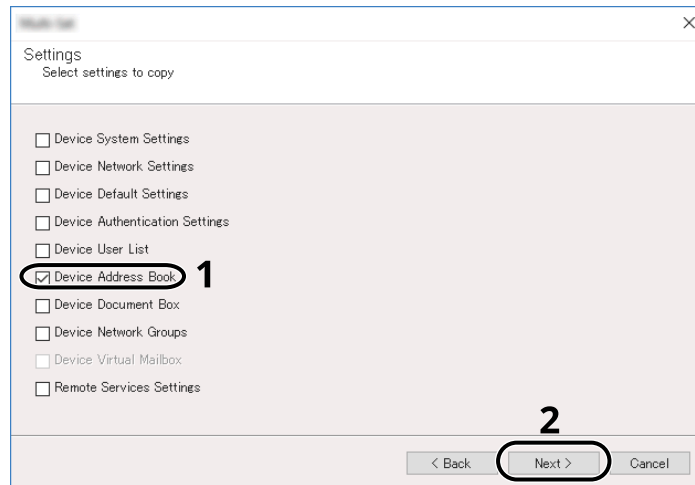 Settings
Select settings to copy
Device System Settings
Device Network Settings
Device Default Settings
Device Authentication Settings
Device User List
Device Address Book
1
Device Document Box
Device Network Groups
Device Virtual Mailbox
Remote Services Settings
2
< Back Next > Cancel